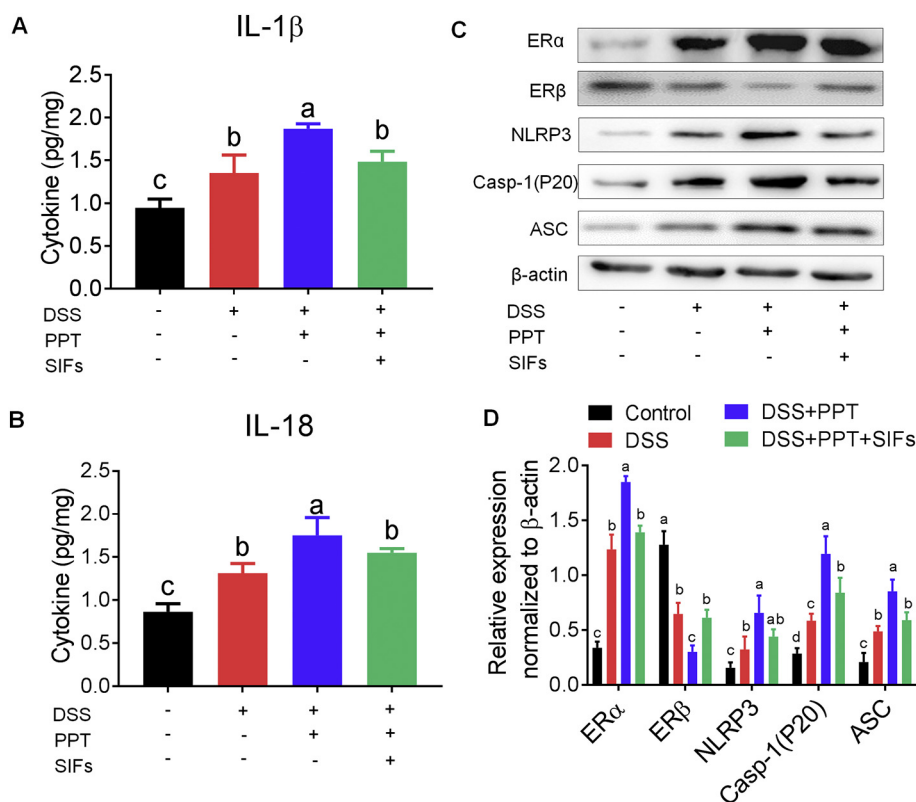 A
IL-1β
Cytokine (pg/mg)
2.5
2.0
1.5
1.0
0.5
0.0
c
b
a
b
DSS - + + +
PPT - - + +
SIFs - - - +
B
IL-18
Cytokine (pg/mg)
2.5
2.0
1.5
1.0
0.5
0.0
c
b
a
b
DSS - + + +
PPT - - + +
SIFs - - - +
C
ERα
ERβ
NLRP3
Casp-1(P20)
ASC
β-actin
DSS - + + +
PPT - - + +
SIFs - - - +
D
Control
DSS
DSS+PPT
DSS+PPT+SIFs
Relative expression
normalized to β-actin
2.0
1.5
1.0
0.5
0.0
c b a b
a b c b
c b a ab
d c a b
c b a b
ERα
ERβ
NLRP3
Casp-1(P20)
ASC